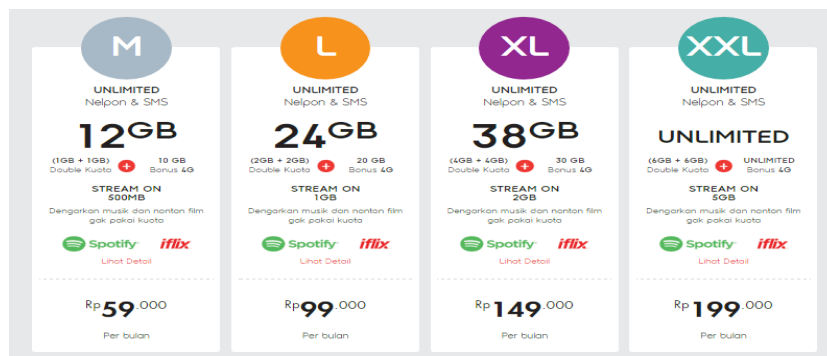 M
UNLIMITED
Nelpon & SMS
12GB
(1GB + 1GB) + 10 GB
Double Kuota Bonus 4G
STREAM ON
500MB
Dengarkan musik dan nonton film
gak pakai kuota
Spotify iflix
Lihat Detail
Rp59.000
Per bulan
L
UNLIMITED
Nelpon & SMS
24GB
(2GB + 2GB) + 20 GB
Double Kuota Bonus 4G
STREAM ON
1GB
Dengarkan musik dan nonton film
gak pakai kuota
Spotify iflix
Lihat Detail
Rp99.000
Per bulan
XL
UNLIMITED
Nelpon & SMS
38GB
(4GB + 4GB) + 30 GB
Double Kuota Bonus 4G
STREAM ON
2GB
Dengarkan musik dan nonton film
gak pakai kuota
Spotify iflix
Lihat Detail
Rp149.000
Per bulan
XXL
UNLIMITED
Nelpon & SMS
UNLIMITED
(6GB + 6GB) + UNLIMITED
Double Kuota Bonus 4G
STREAM ON
5GB
Dengarkan musik dan nonton film
gak pakai kuota
Spotify iflix
Lihat Detail
Rp199.000
Per bulan